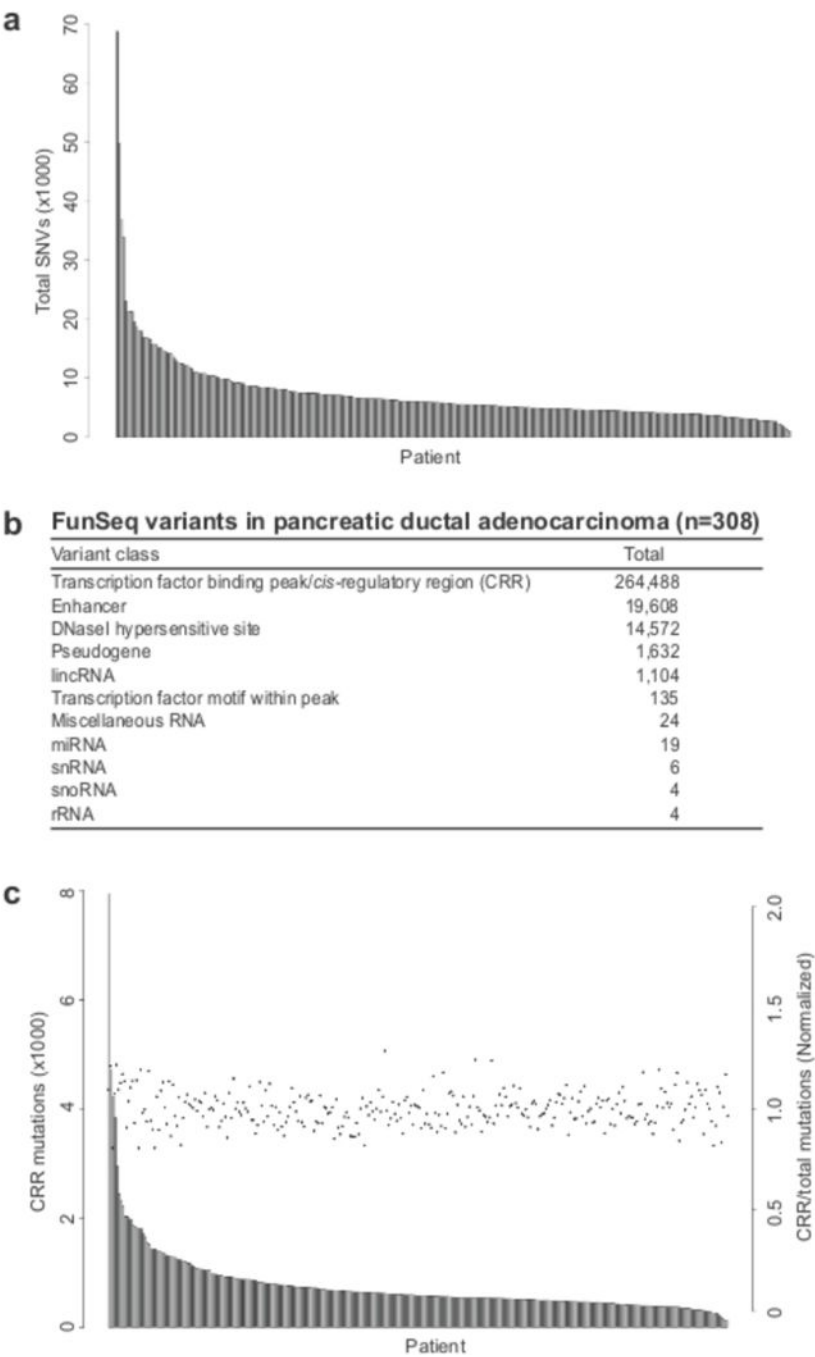 a
70
60
50
40
30
20
10
0
Total SNVs (x1000)
Patient
b FunSeq variants in pancreatic ductal adenocarcinoma (n=308)
Variant class Total
Transcription factor binding peak/cis-regulatory region (CRR) 264,488
Enhancer 19,608
DNaseI hypersensitive site 14,572
Pseudogene 1,632
lincRNA 1,104
Transcription factor motif within peak 135
Miscellaneous RNA 24
miRNA 19
snRNA 6
snoRNA 4
rRNA 4
c
8
6
4
2
0
CRR mutations (x1000)
2.0
1.5
1.0
0.5
0
CRR/total mutations (Normalized)
Patient